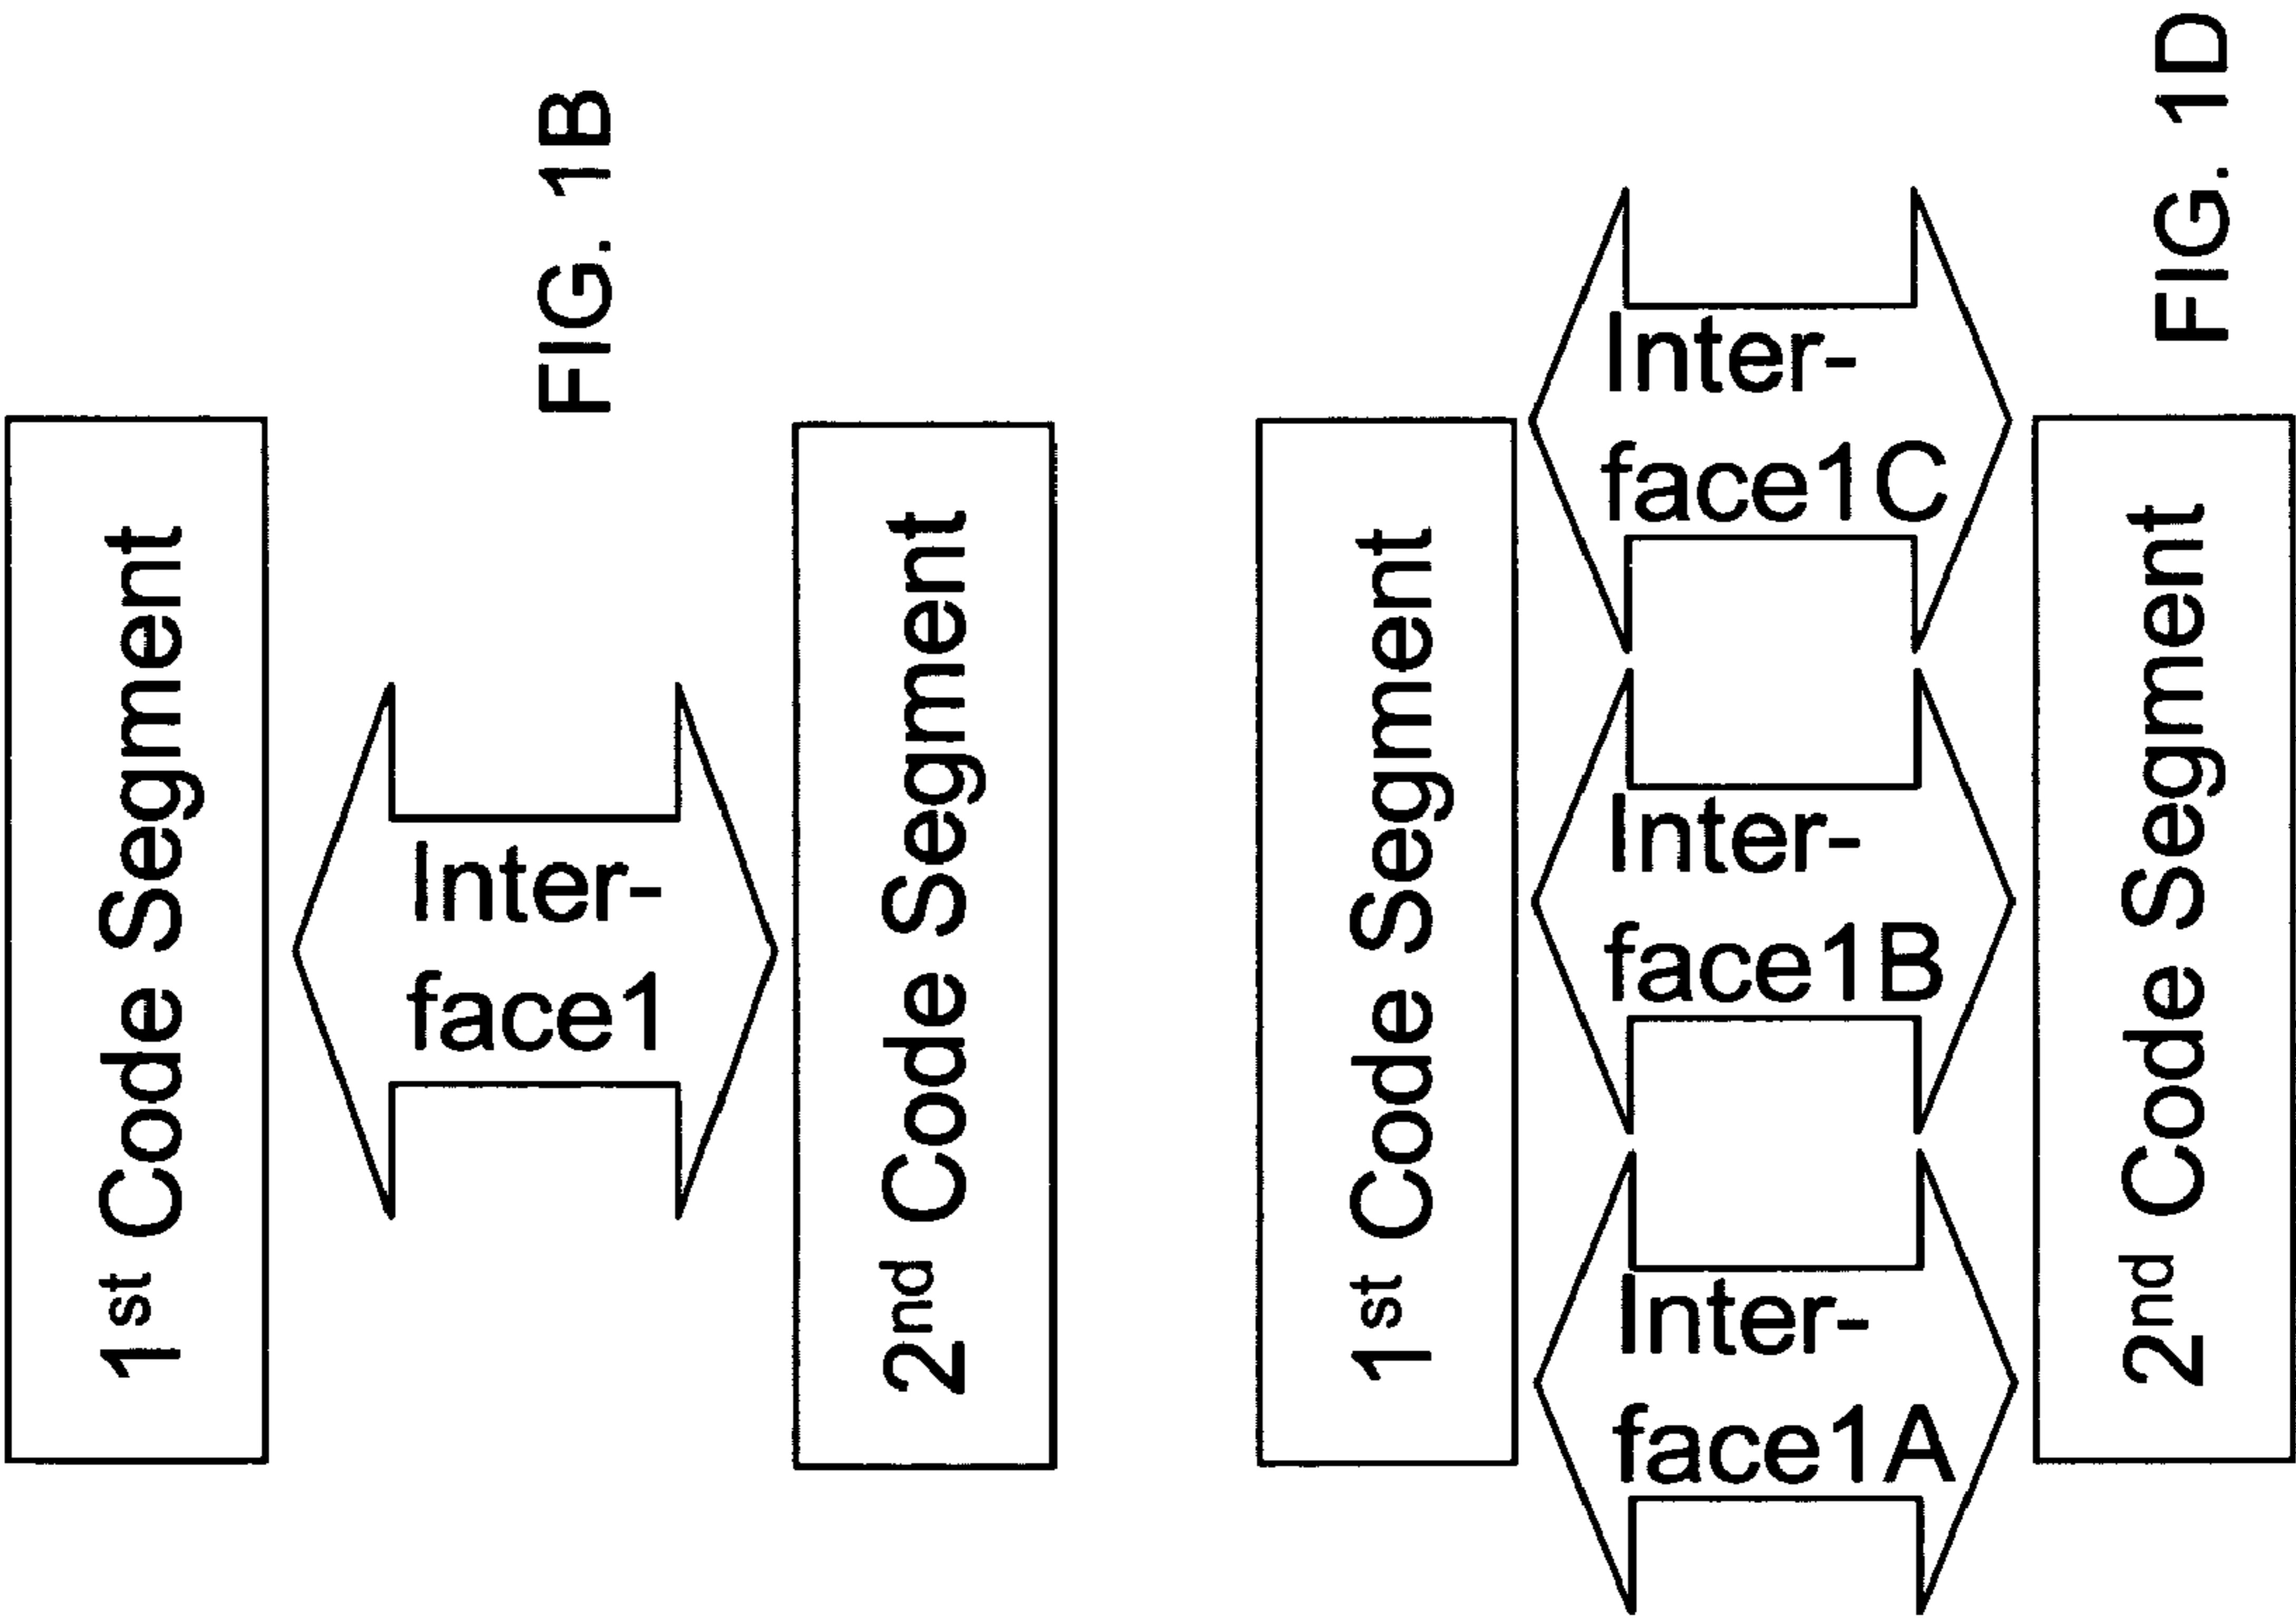 1st Code Segment
Inter-
face1
2nd Code Segment
FIG. 1B
1st Code Segment
Inter-
face1A
Inter-
face1B
Inter-
face1C
2nd Code Segment
FIG. 1D